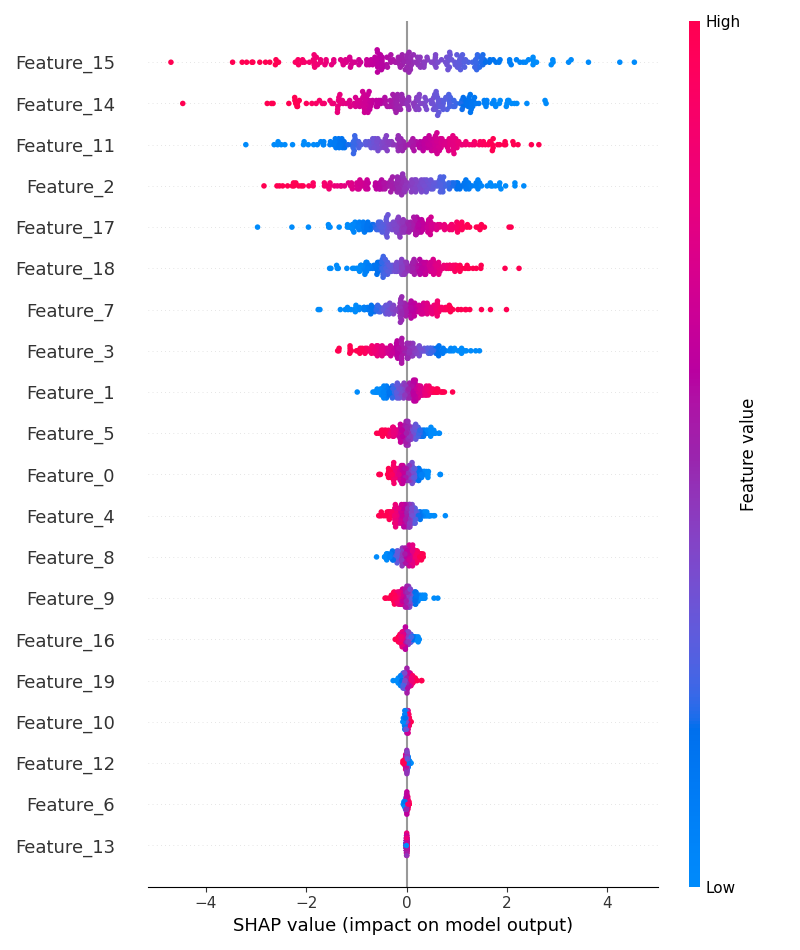 High
Feature_15
Feature_14
Feature_11
Feature_2
Feature_17
Feature_18
Feature_7
Feature_3
Feature_1
Feature_5
Feature_0
Feature_4
Feature_8
Feature_9
Feature_16
Feature_19
Feature_10
Feature_12
Feature_6
Feature_13
Feature value
Low
−4 −2 0 2 4
SHAP value (impact on model output)